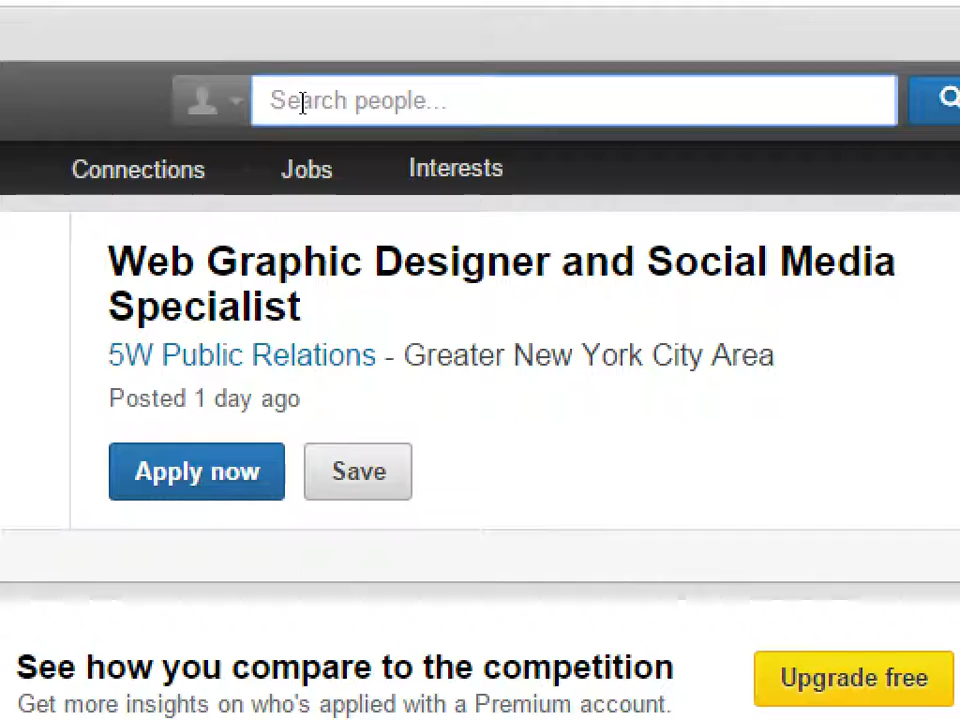 Search people...
Connections Jobs Interests
Web Graphic Designer and Social Media
Specialist
5W Public Relations - Greater New York City Area
Posted 1 day ago
Apply now Save
See how you compare to the competition
Get more insights on who's applied with a Premium account.
Upgrade free